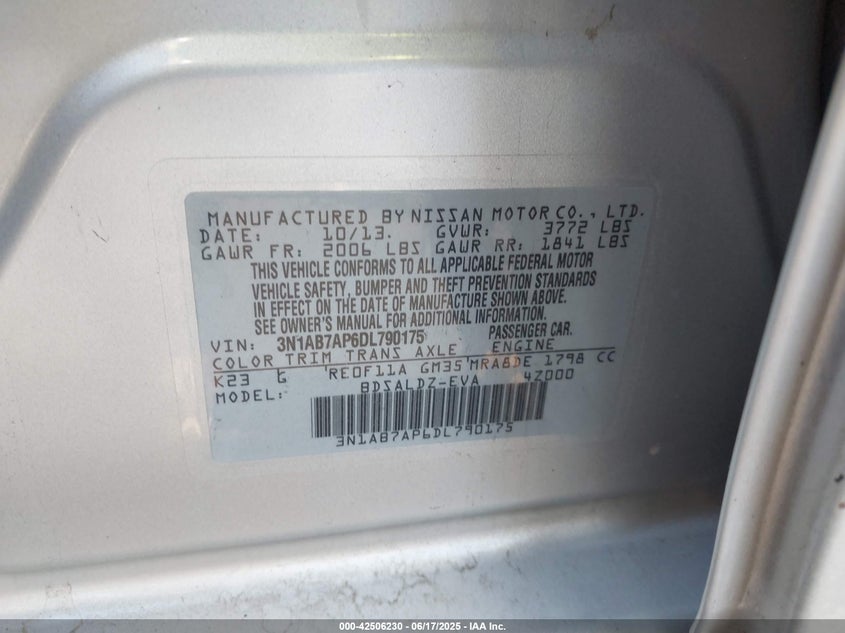 MANUFACTURED BY NISSAN MOTOR CO., LTD.
DATE: 10/13. GVWR: 3772 LBS
GAWR FR: 2006 LBS GAWR RR: 1841 LBS
THIS VEHICLE CONFORMS TO ALL APPLICABLE FEDERAL MOTOR
VEHICLE SAFETY, BUMPER AND THEFT PREVENTION STANDARDS
IN EFFECT ON THE DATE OF MANUFACTURE SHOWN ABOVE.
SEE OWNER'S MANUAL FOR ADDITIONAL INFORMATION.
VIN: 3N1AB7AP6DL790175 PASSENGER CAR.
COLOR TRIM TRANS AXLE ENGINE
K23 G RE0F11A GM35 MRA8DE 1798 CC
MODEL: BDSALDZ-EVA 4Z000
3N1AB7AP6DL790175
000-42506230 - 06/17/2025 - IAA Inc.